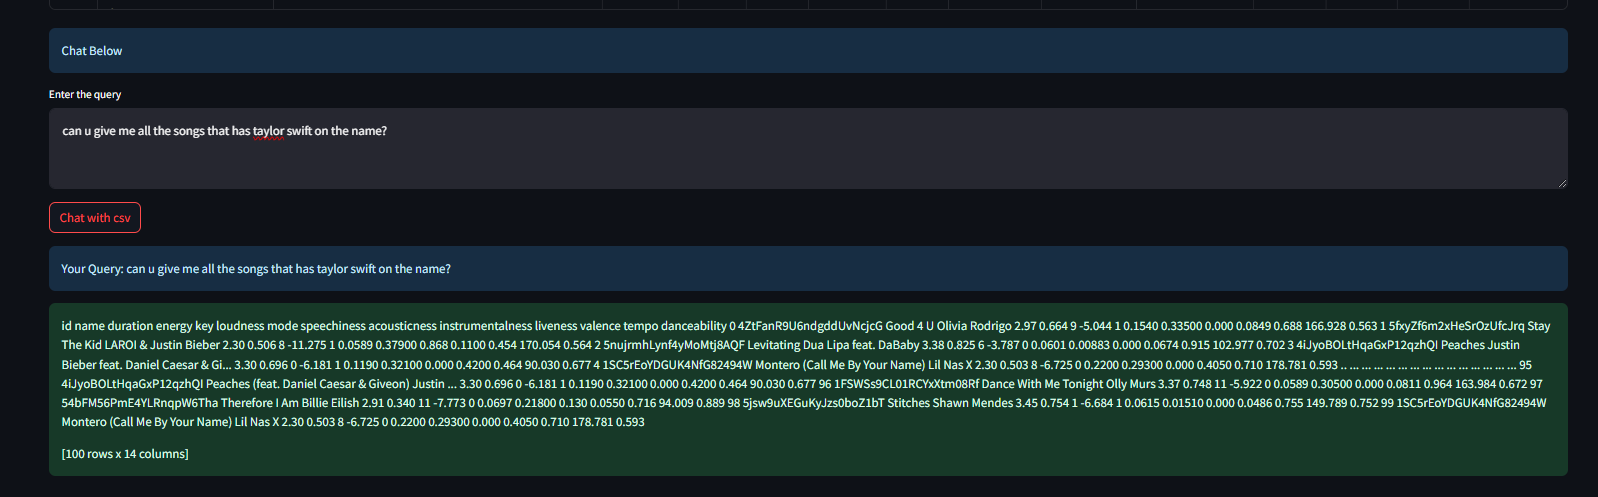 Chat Below
Enter the query
can u give me all the songs that has taylor swift on the name?
Chat with csv
Your Query: can u give me all the songs that has taylor swift on the name?
id name duration energy key loudness mode speechiness acousticness instrumentalness liveness valence tempo danceability 0 4ZtFanR9U6ndgddUvNcjcG Good 4 U Olivia Rodrigo 2.97 0.664 9 -5.044 1 0.1540 0.33500 0.000 0.0849 0.688 166.928 0.563 1 5fxyZf6m2xHeSrOzUfcJrq Stay
The Kid LAROI & Justin Bieber 2.30 0.506 8 -11.275 1 0.0589 0.37900 0.868 0.1100 0.454 170.054 0.564 2 5nujrmhLynf4yMoMtj8AQF Levitating Dua Lipa feat. DaBaby 3.38 0.825 6 -3.787 0 0.0601 0.00883 0.000 0.0674 0.915 102.977 0.702 3 4iJyoBOLtHqaGxP12qzhQI Peaches Justin
Bieber feat. Daniel Caesar & Gi... 3.30 0.696 0 -6.181 1 0.1190 0.32100 0.000 0.4200 0.464 90.030 0.677 4 1SC5rEoYDGUK4NfG82494W Montero (Call Me By Your Name) Lil Nas X 2.30 0.503 8 -6.725 0 0.2200 0.29300 0.000 0.4050 0.710 178.781 0.593 .. ... ... ... ... ... ... ... ... ... ... ... ... ... ... 95
4iJyoBOLtHqaGxP12qzhQI Peaches (feat. Daniel Caesar & Giveon) Justin ... 3.30 0.696 0 -6.181 1 0.1190 0.32100 0.000 0.4200 0.464 90.030 0.677 96 1FSWSs9CL01RCYxXtm08Rf Dance With Me Tonight Olly Murs 3.37 0.748 11 -5.922 0 0.0589 0.30500 0.000 0.0811 0.964 163.984 0.672 97
54bFM56PmE4YLRnqpW6Tha Therefore I Am Billie Eilish 2.91 0.340 11 -7.773 0 0.0697 0.21800 0.130 0.0550 0.716 94.009 0.889 98 5jsw9uXEGuKyJzs0boZ1bT Stitches Shawn Mendes 3.45 0.754 1 -6.684 1 0.0615 0.01510 0.000 0.0486 0.755 149.789 0.752 99 1SC5rEoYDGUK4NfG82494W
Montero (Call Me By Your Name) Lil Nas X 2.30 0.503 8 -6.725 0 0.2200 0.29300 0.000 0.4050 0.710 178.781 0.593
[100 rows x 14 columns]